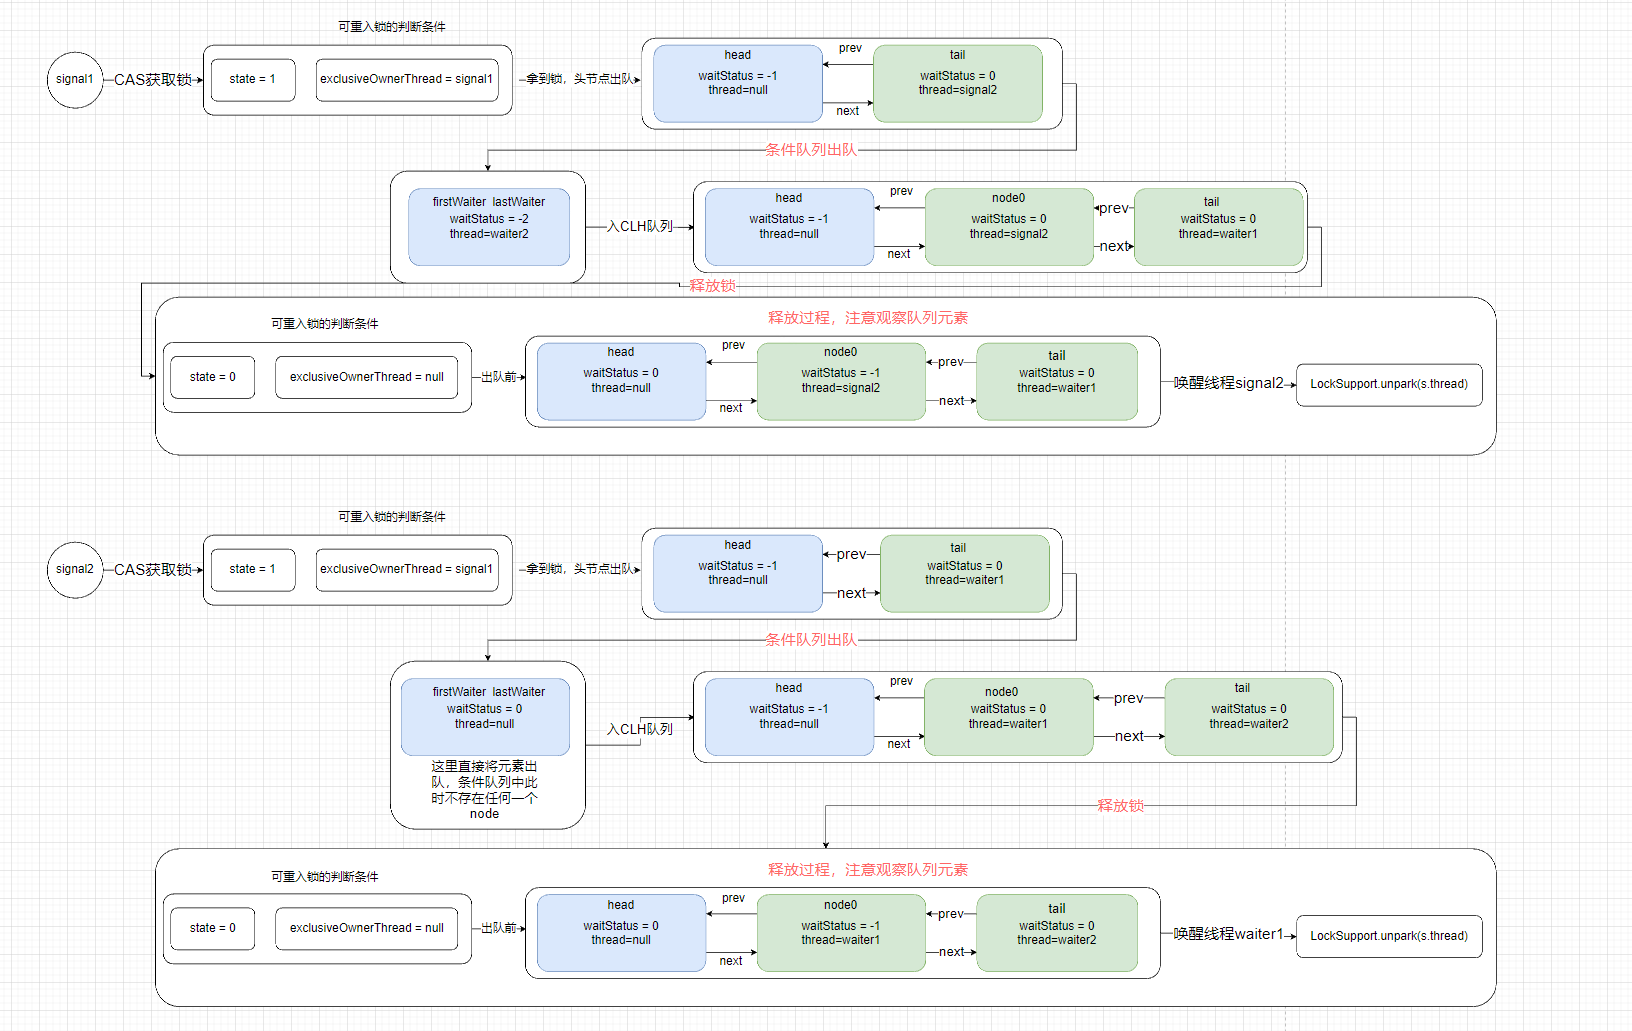 可重入锁的判断条件
signal1
CAS获取锁
state = 1
exclusiveOwnerThread = signal1
拿到锁，头节点出队
head
waitStatus = -1
thread=null
prev
next
tail
waitStatus = 0
thread=signal2
条件队列出队
firstWaiter lastWaiter
waitStatus = -2
thread=waiter2
入CLH队列
head
waitStatus = -1
thread=null
prev
next
node0
waitStatus = 0
thread=signal2
prev
next
tail
waitStatus = 0
thread=waiter1
释放锁
释放过程，注意观察队列元素
可重入锁的判断条件
state = 0
exclusiveOwnerThread = null
出队前
head
waitStatus = 0
thread=null
prev
next
node0
waitStatus = -1
thread=signal2
prev
next
tail
waitStatus = 0
thread=waiter1
唤醒线程signal2
LockSupport.unpark(s.thread)
可重入锁的判断条件
signal2
CAS获取锁
state = 1
exclusiveOwnerThread = signal1
拿到锁，头节点出队
head
waitStatus = -1
thread=null
prev
next
tail
waitStatus = 0
thread=waiter1
条件队列出队
firstWaiter lastWaiter
waitStatus = 0
thread=null
这里直接将元素出
队，条件队列中此
时不存在任何一个
node
入CLH队列
head
waitStatus = -1
thread=null
prev
next
node0
waitStatus = 0
thread=waiter1
prev
next
tail
waitStatus = 0
thread=waiter2
释放锁
释放过程，注意观察队列元素
可重入锁的判断条件
state = 0
exclusiveOwnerThread = null
出队前
head
waitStatus = 0
thread=null
prev
next
node0
waitStatus = -1
thread=waiter1
prev
next
tail
waitStatus = 0
thread=waiter2
唤醒线程waiter1
LockSupport.unpark(s.thread)